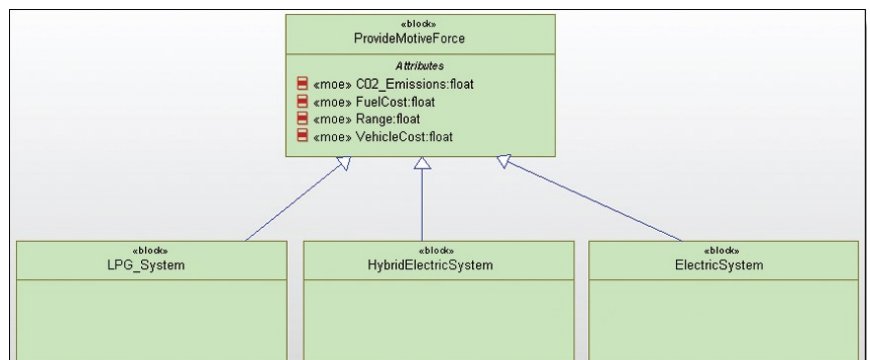 «block»
ProvideMotiveForce
Attributes
«moe» C02_Emissions:float
«moe» FuelCost:float
«moe» Range:float
«moe» VehicleCost:float
«block»
LPG_System
«block»
HybridElectricSystem
«block»
ElectricSystem